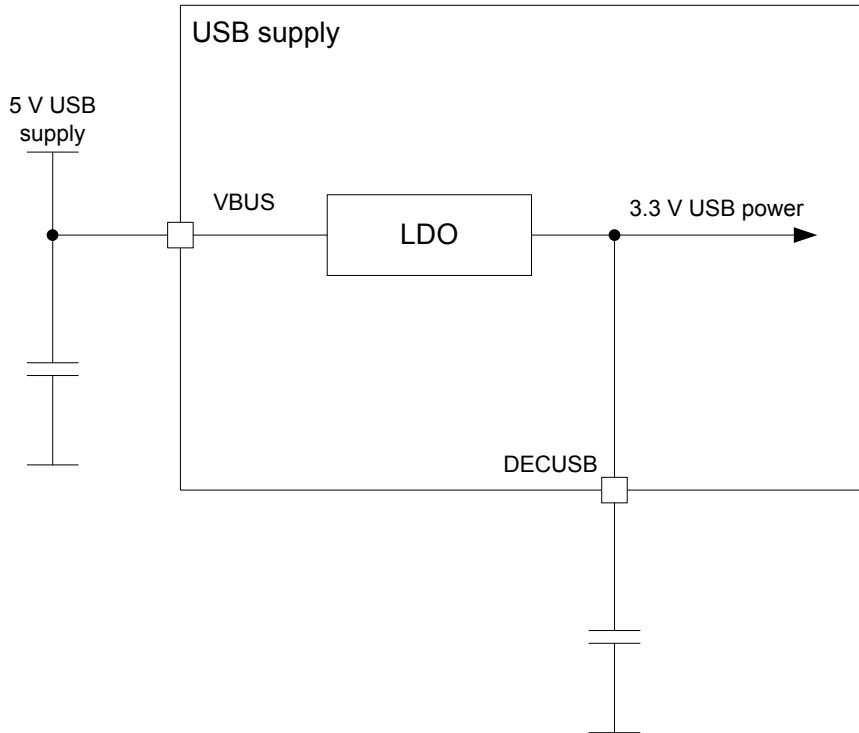 USB supply
5 V USB
supply
VBUS
LDO
3.3 V USB power
DECUSB